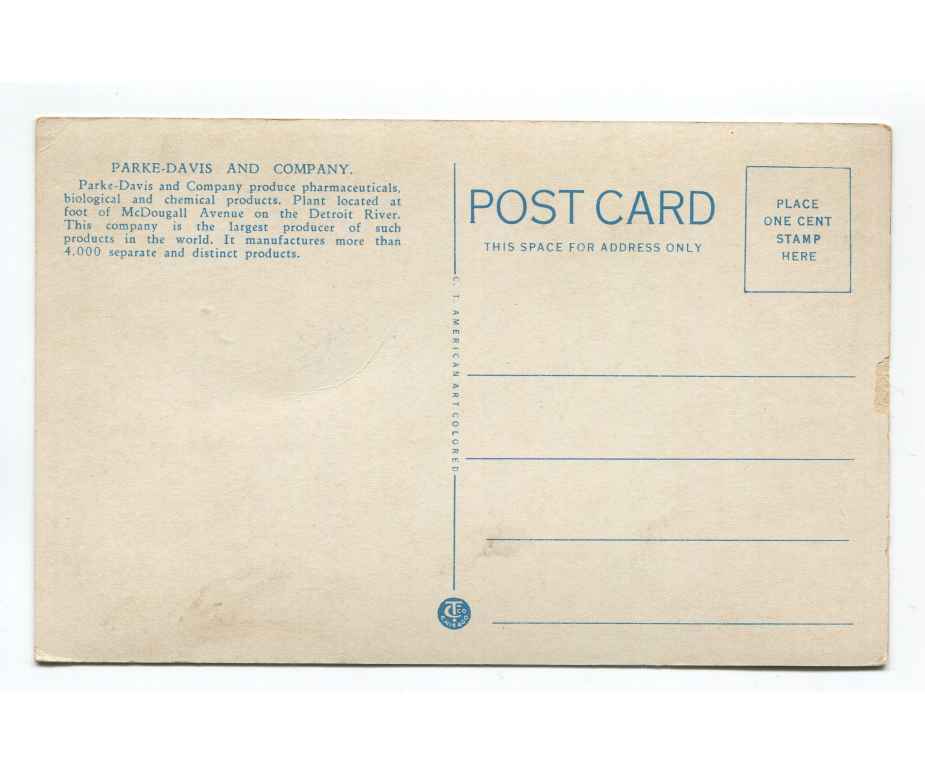 PARKE-DAVIS AND COMPANY.
Parke-Davis and Company produce pharmaceuticals,
biological and chemical products. Plant located at
foot of McDougall Avenue on the Detroit River.
This company is the largest producer of such
products in the world. It manufactures more than
4,000 separate and distinct products.
C. T. AMERICAN ART COLORED
POST CARD
THIS SPACE FOR ADDRESS ONLY
PLACE
ONE CENT
STAMP
HERE
CT CO
CHICAGO